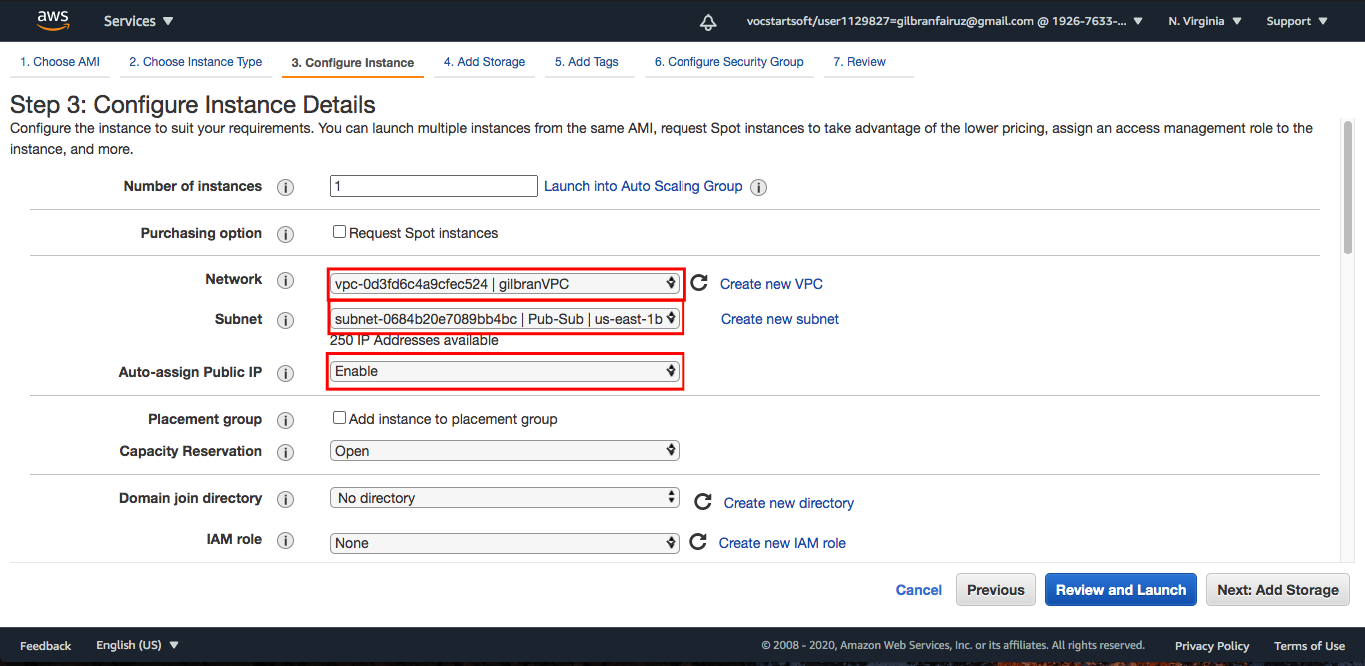 aws Services vocstartsoft/user1129827=gilbranfairuz@gmail.com @ 1926-7633-... N. Virginia Support
1. Choose AMI 2. Choose Instance Type 3. Configure Instance 4. Add Storage 5. Add Tags 6. Configure Security Group 7. Review
Step 3: Configure Instance Details
Configure the instance to suit your requirements. You can launch multiple instances from the same AMI, request Spot instances to take advantage of the lower pricing, assign an access management role to the
instance, and more.
Number of instances i 1 Launch into Auto Scaling Group i
Purchasing option i Request Spot instances
Network i vpc-0d3fd6c4a9cfec524 | gilbranVPC Create new VPC
Subnet i subnet-0684b20e7089bb4bc | Pub-Sub | us-east-1b Create new subnet
250 IP Addresses available
Auto-assign Public IP i Enable
Placement group i Add instance to placement group
Capacity Reservation i Open
Domain join directory i No directory Create new directory
IAM role i None Create new IAM role
Cancel Previous Review and Launch Next: Add Storage
Feedback English (US) © 2008 - 2020, Amazon Web Services, Inc. or its affiliates. All rights reserved. Privacy Policy Terms of Use